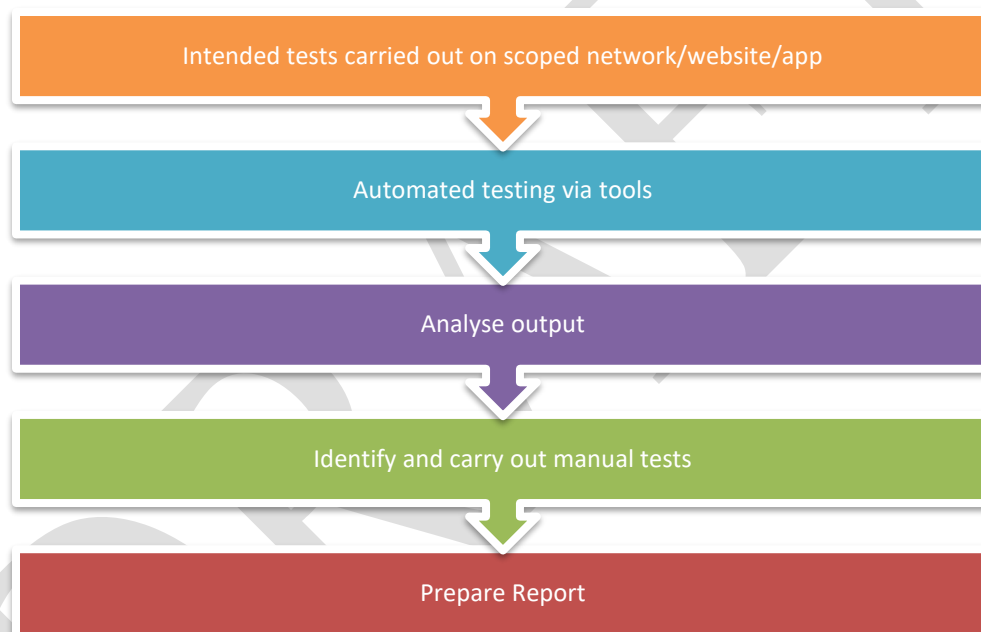 Intended tests carried out on scoped network/website/app
Automated testing via tools
Analyse output
Identify and carry out manual tests
Prepare Report